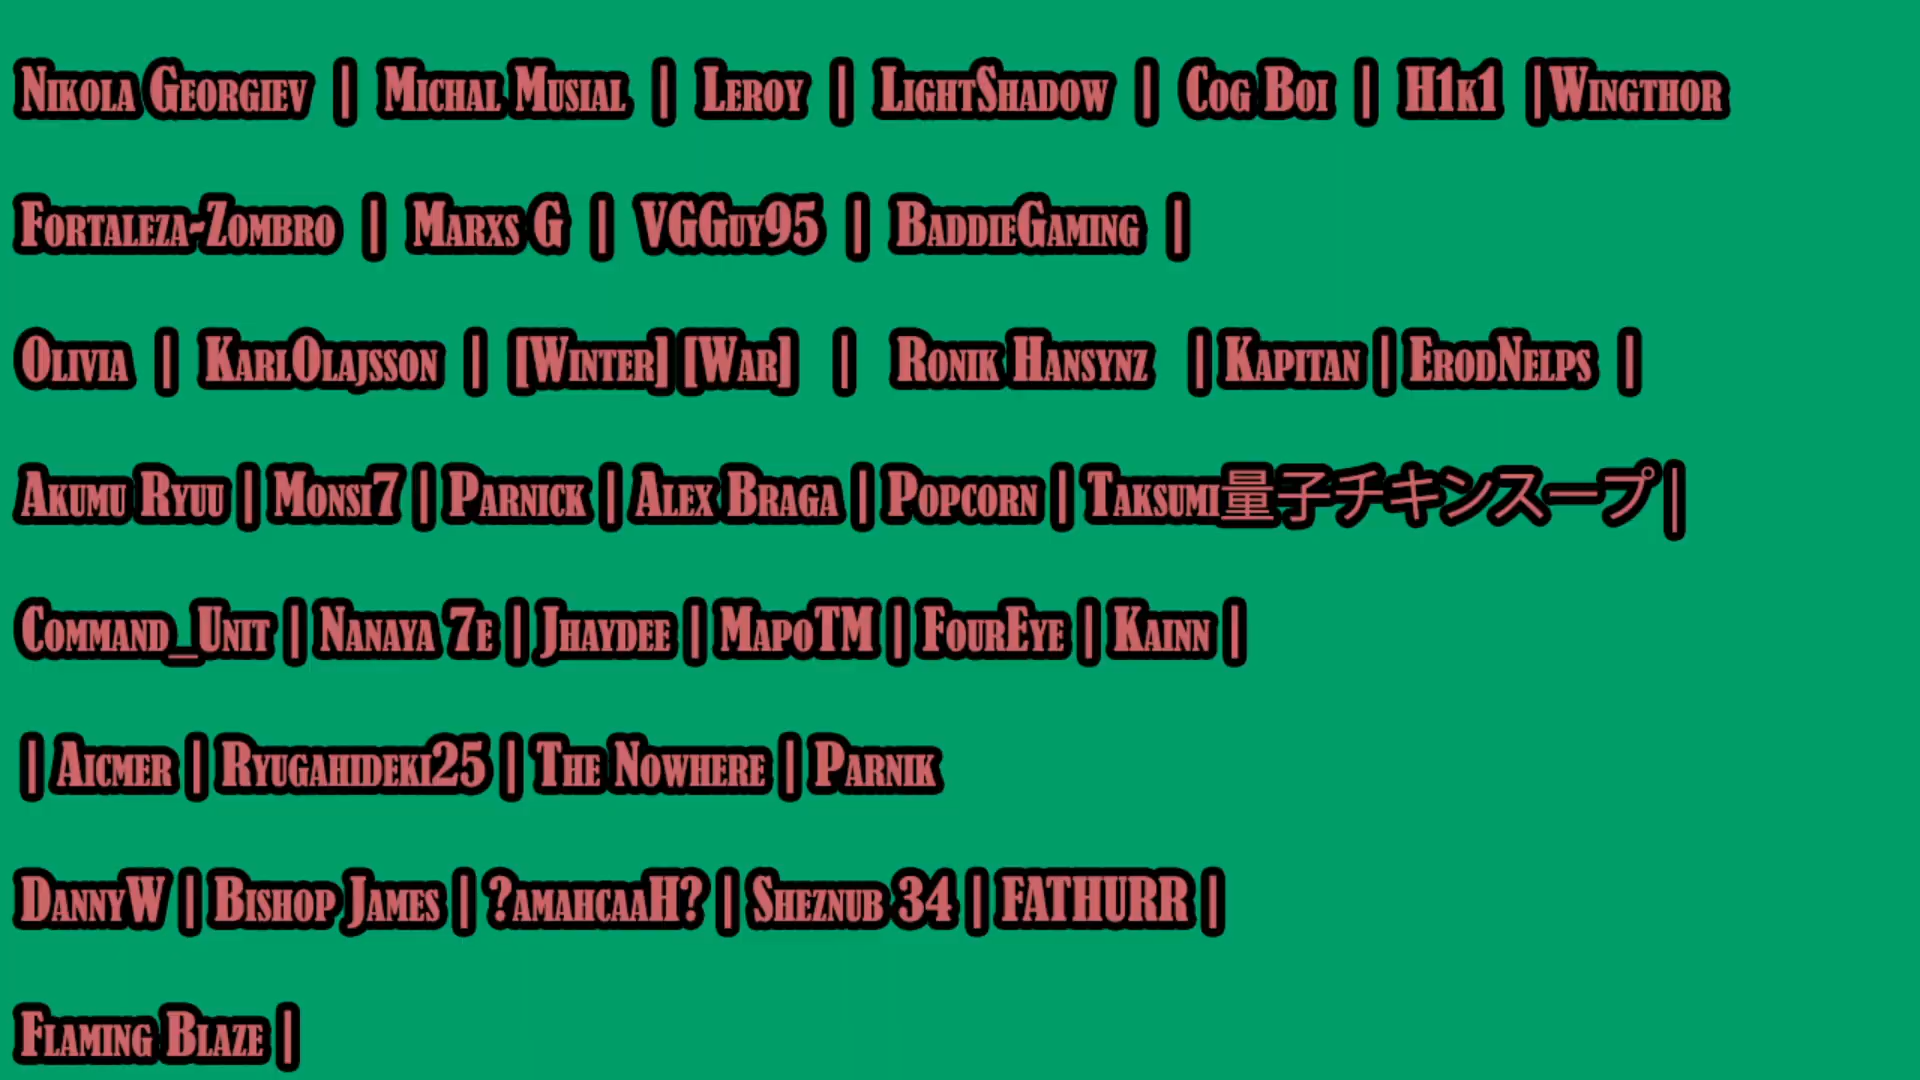 Nikola Georgiev | Michal Musial | Leroy | LightShadow | Cog Boi | H1k1 |Wingthor
Fortaleza-Zombro | Marxs G | VGGuy95 | BaddieGaming |
Olivia | KarlOlajsson | [Winter] [War] | Ronik Hansynz | Kapitan | ErodNelps |
Akumu Ryuu | Monsi7 | Parnick | Alex Braga | Popcorn | Taksumi量子チキンスープ |
Command_Unit | Nanaya 7e | Jhaydee | MapoTM | FourEye | Kainn |
| Aicmer | Ryugahideki25 | The Nowhere | Parnik
DannyW | Bishop James | ?amahcaaH? | Sheznub 34 | FATHURR |
Flaming Blaze |